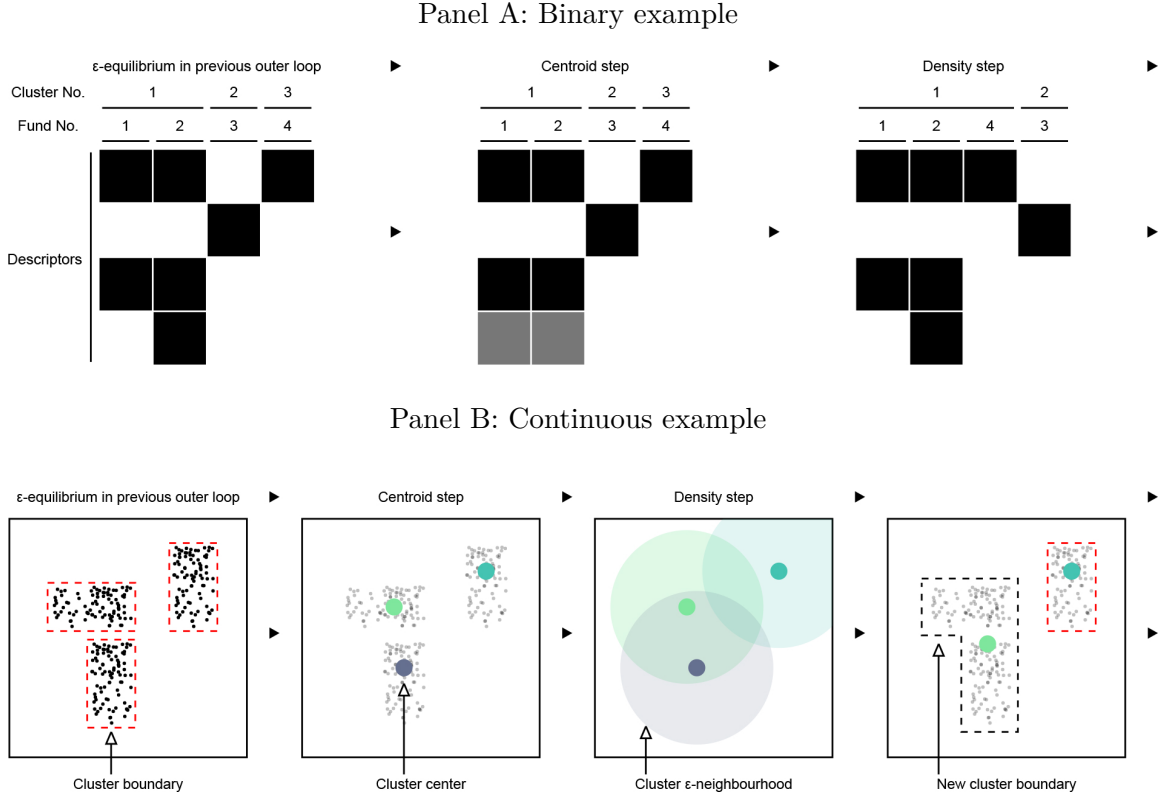 Panel A: Binary example
ε-equilibrium in previous outer loop Centroid step Density step
Cluster No. 1 2 3 1 2 3 1 2
Fund No. 1 2 3 4 1 2 3 4 1 2 4 3
Descriptors
Panel B: Continuous example
ε-equilibrium in previous outer loop Centroid step Density step
Cluster boundary Cluster center Cluster ε-neighbourhood New cluster boundary